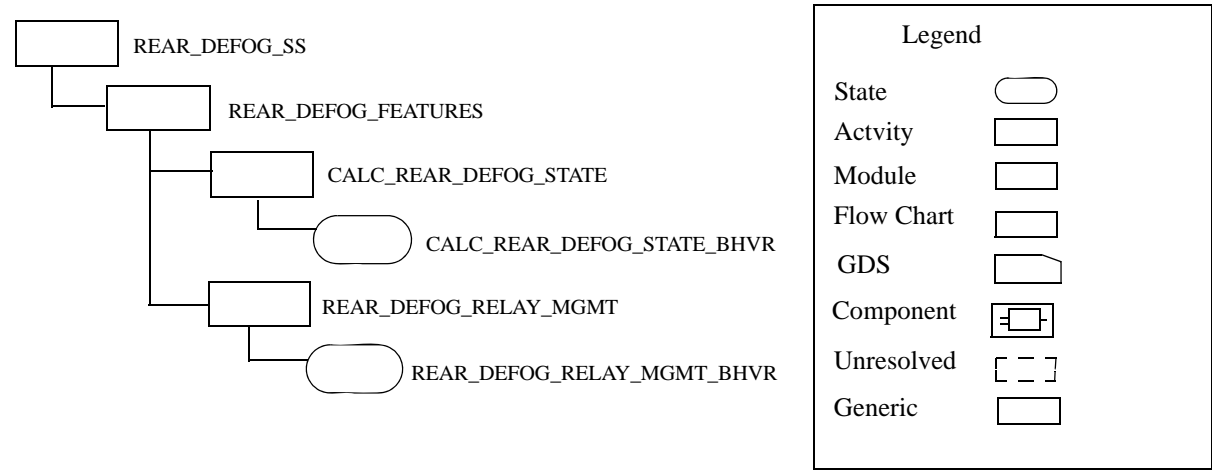 REAR_DEFOG_SS
REAR_DEFOG_FEATURES
CALC_REAR_DEFOG_STATE
CALC_REAR_DEFOG_STATE_BHVR
REAR_DEFOG_RELAY_MGMT
REAR_DEFOG_RELAY_MGMT_BHVR
Legend
State
Actvity
Module
Flow Chart
GDS
Component
Unresolved
Generic